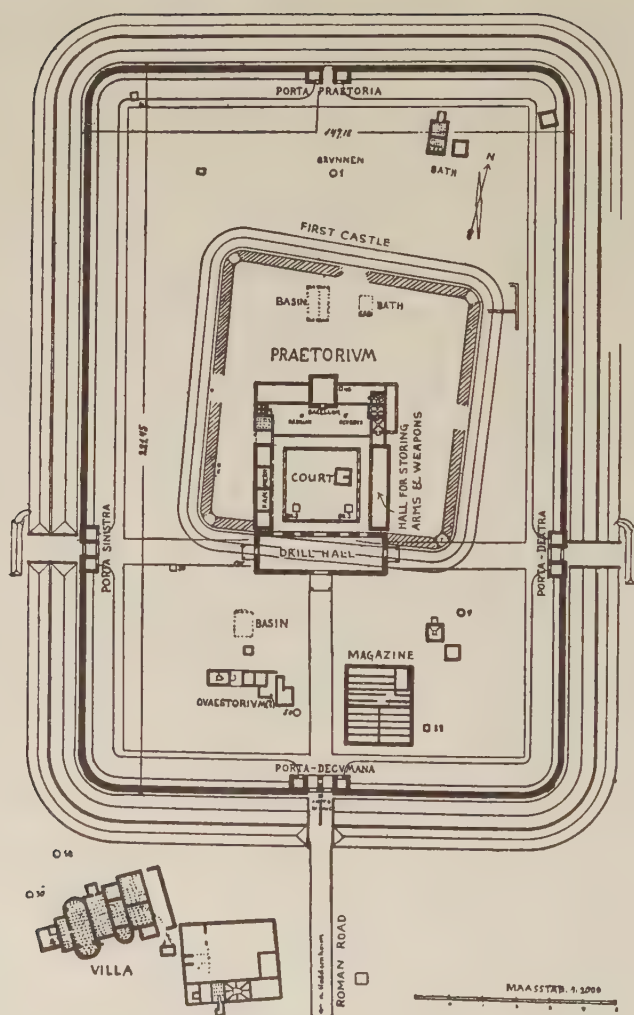 PORTA PRAETORIA
BRVNNEN
BATH
N
FIRST CASTLE
BASIN
BATH
PRAETORIVM
SACELLUM
COURT
HALL FOR STORING
ARMS & WEAPONS
PORTA SINISTRA
DRILL HALL
PORTA-DEXTRA
BASIN
MAGAZINE
QVAESTORIVM
PORTA-DECVMANA
VILLA
ROMAN ROAD
MAASSTAB. 1:2000